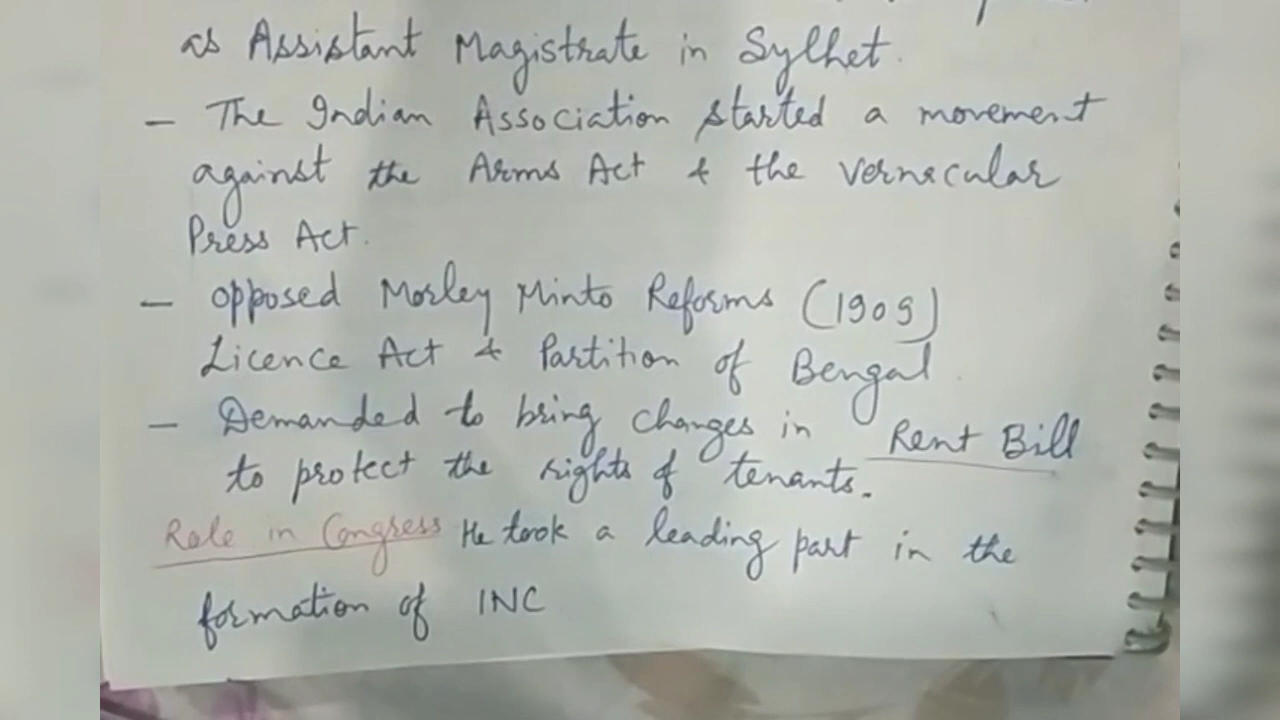 as Assistant Magistrate in Sylhet.
- The Indian Association started a movement
against the Arms Act & the Vernacular
Press Act.
- Opposed Morley Minto Reforms (1909)
Licence Act & Partition of Bengal.
- Demanded to bring changes in Rent Bill
to protect the rights of tenants.
Role in Congress He took a leading part in the
formation of INC